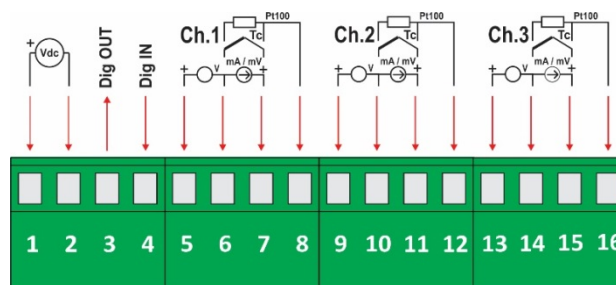 Pt100
Pt100
Pt100
Ch.1
Tc
Ch.2
Tc
Ch.3
Tc
+
Vdc
Dig OUT
Dig IN
mA / mV
mA / mV
mA / mV
+
V
+
+
V
+
+
V
+
1 2 3 4 5 6 7 8 9 10 11 12 13 14 15 16